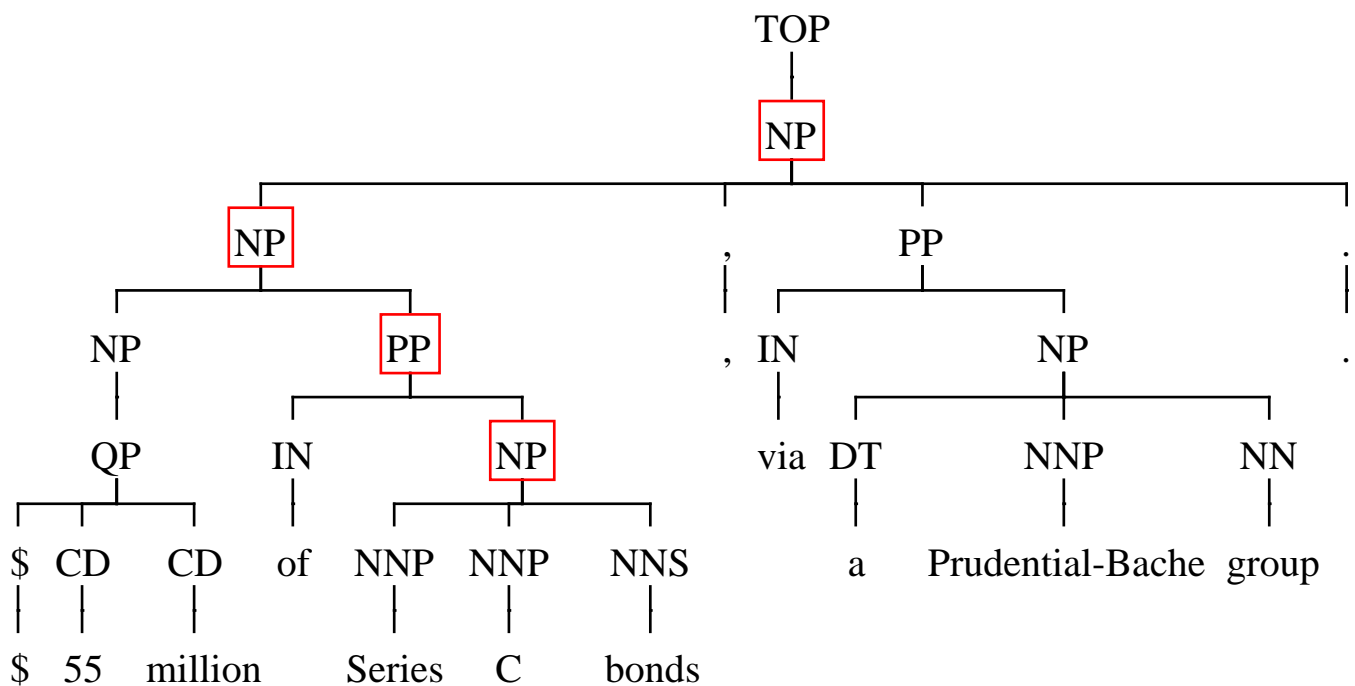 TOP
NP
NP , PP .
NP PP , IN NP .
QP IN NP via DT NNP NN
$ CD CD of NNP NNP NNS a Prudential-Bache group
$ 55 million Series C bonds